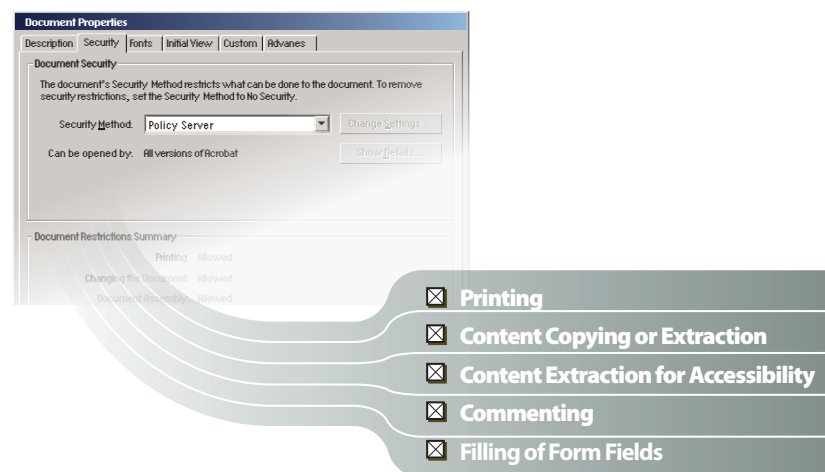 Document Properties
Description Security Fonts Initial View Custom Advanes
Document Security
The document's Security Method restricts what can be done to the document. To remove
security restrictions, set the Security Method to No Security.
Security Method: Policy Server Change Settings...
Can be opened by: All versions of Acrobat Show Details...
Document Restrictions Summary
Printing: Allowed
Changing the Document: Allowed
Document Assembly: Allowed
Printing
Content Copying or Extraction
Content Extraction for Accessibility
Commenting
Filling of Form Fields